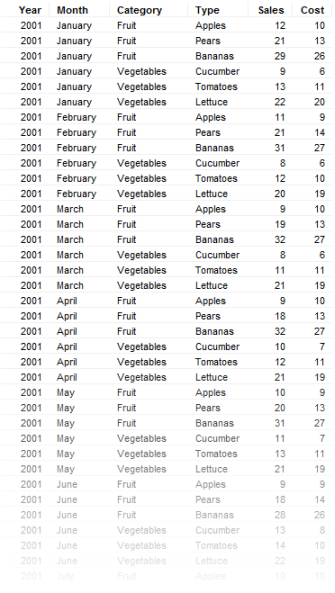 Year Month Category Type Sales Cost
2001 January Fruit Apples 12 10
2001 January Fruit Pears 21 13
2001 January Fruit Bananas 29 26
2001 January Vegetables Cucumber 9 6
2001 January Vegetables Tomatoes 13 11
2001 January Vegetables Lettuce 22 20
2001 February Fruit Apples 11 9
2001 February Fruit Pears 21 14
2001 February Fruit Bananas 31 27
2001 February Vegetables Cucumber 8 6
2001 February Vegetables Tomatoes 12 10
2001 February Vegetables Lettuce 20 19
2001 March Fruit Apples 9 10
2001 March Fruit Pears 19 13
2001 March Fruit Bananas 32 27
2001 March Vegetables Cucumber 8 6
2001 March Vegetables Tomatoes 11 11
2001 March Vegetables Lettuce 21 19
2001 April Fruit Apples 9 10
2001 April Fruit Pears 18 13
2001 April Fruit Bananas 32 27
2001 April Vegetables Cucumber 10 7
2001 April Vegetables Tomatoes 12 11
2001 April Vegetables Lettuce 21 19
2001 May Fruit Apples 10 9
2001 May Fruit Pears 20 13
2001 May Fruit Bananas 31 27
2001 May Vegetables Cucumber 11 7
2001 May Vegetables Tomatoes 13 11
2001 May Vegetables Lettuce 21 19
2001 June Fruit Apples 9 9
2001 June Fruit Pears 18 14
2001 June Fruit Bananas 28 26
2001 June Vegetables Cucumber 13 8
2001 June Vegetables Tomatoes 14 10
2001 June Vegetables Lettuce 22 19
2001 July Fruit Apples 10